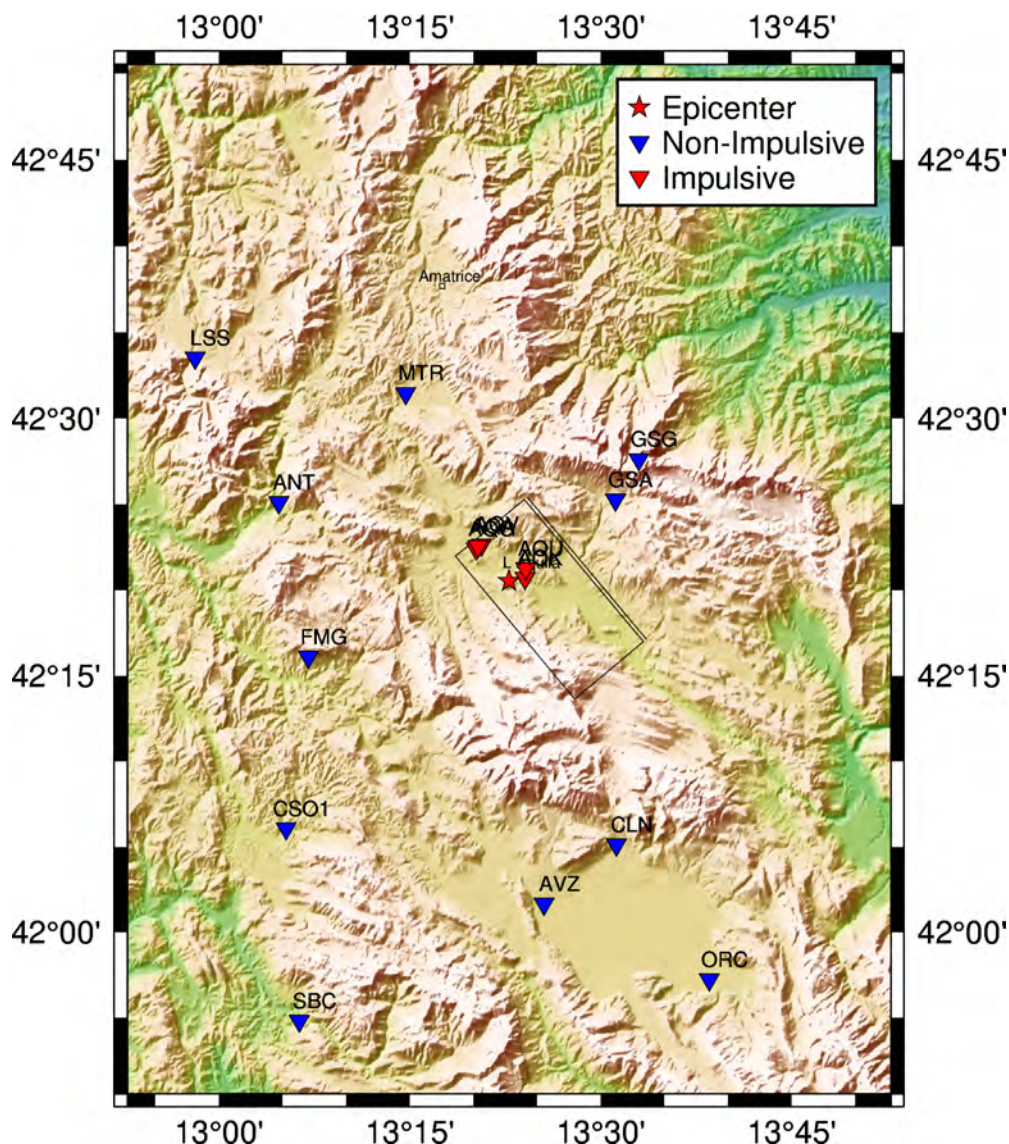 13°00' 13°15' 13°30' 13°45'
Epicenter
42°45' Non-Impulsive 42°45'
Impulsive
Amatrice
LSS
MTR
42°30' 42°30'
GSG
ANT GSA
AQU
FMG
42°15' 42°15'
CSO1
CLN
AVZ
42°00' 42°00'
ORC
SBC
13°00' 13°15' 13°30' 13°45'